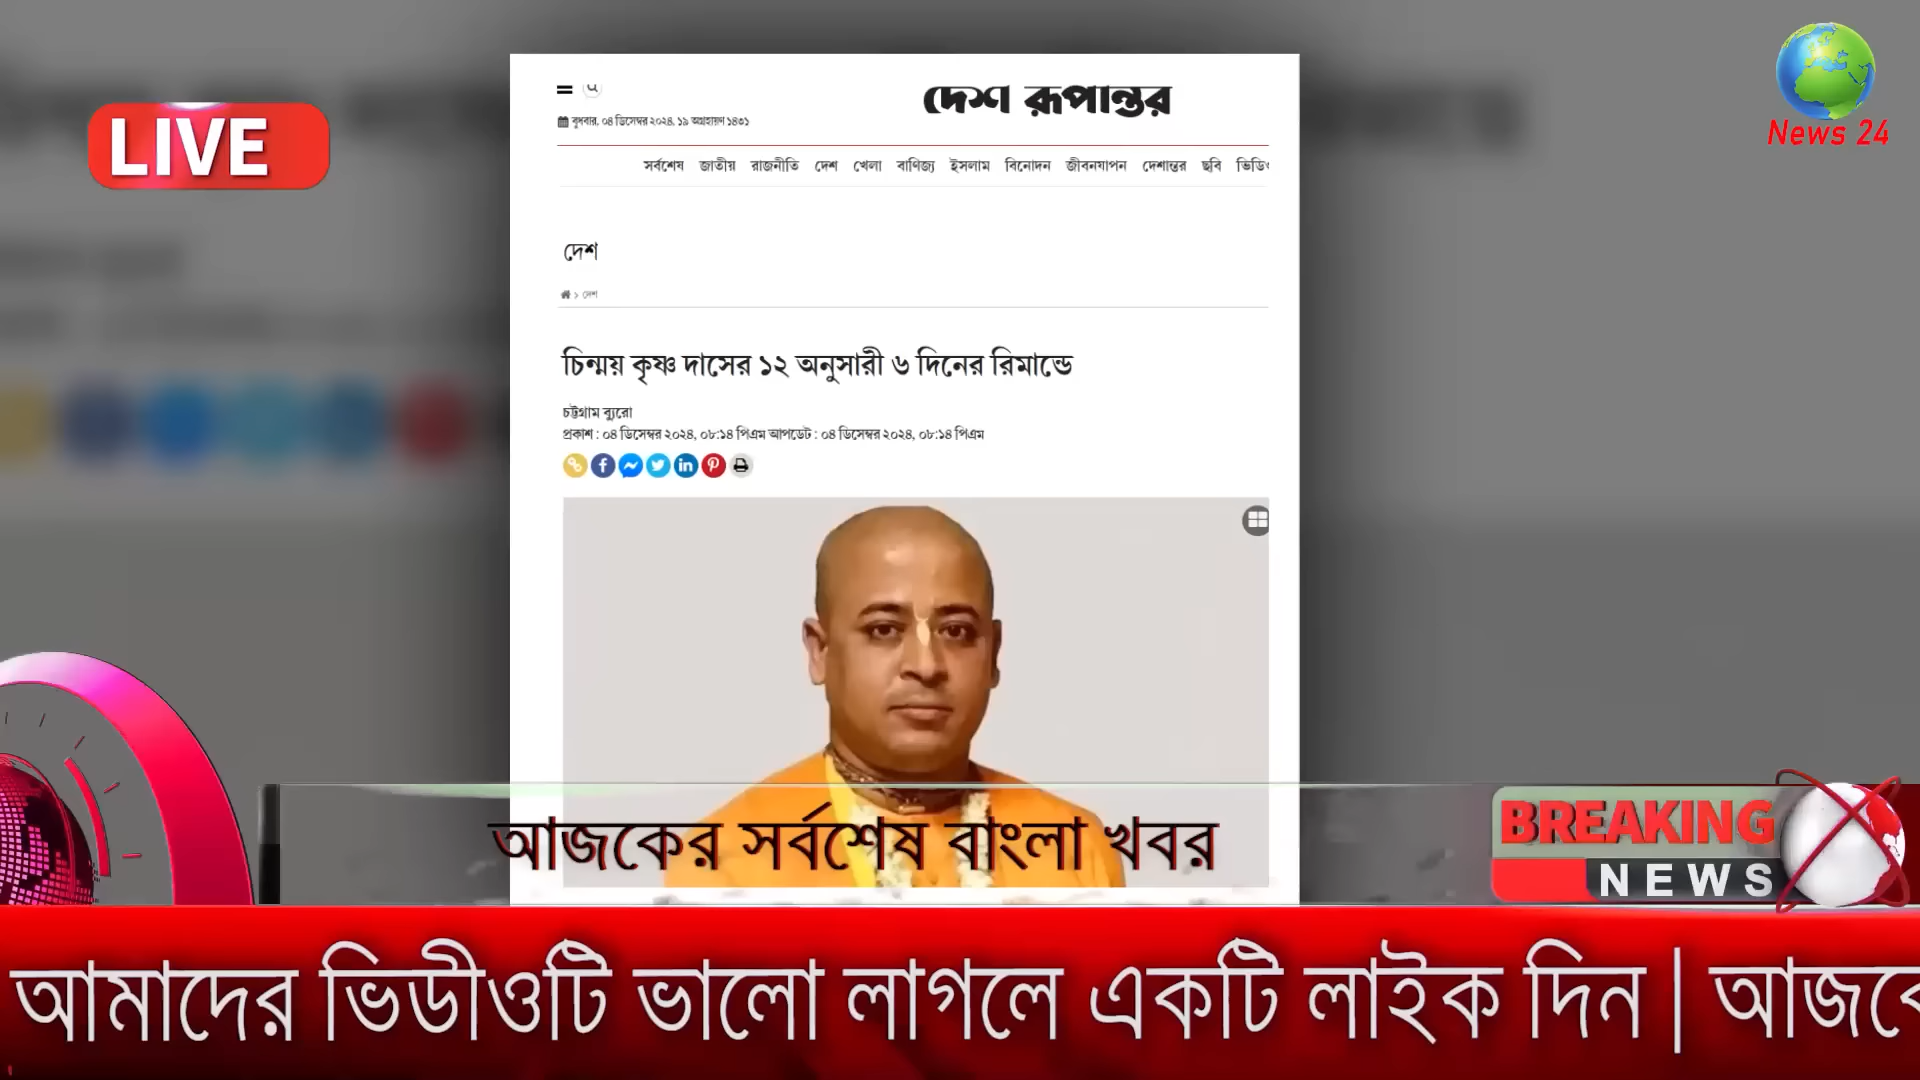 LIVE
দেশ রূপান্তর
News 24
বুধবার, ০৪ ডিসেম্বর ২০২৪, ১৯ অগ্রহায়ণ ১৪৩১
সর্বশেষ জাতীয় রাজনীতি দেশ খেলা বাণিজ্য ইসলাম বিনোদন জীবনযাপন দেশান্তর ছবি
দেশ
> দেশ
চিন্ময় কৃষ্ণ দাসের ১২ অনুসারী ৬ দিনের রিমান্ডে
চট্টগ্রাম ব্যুরো
প্রকাশ : ০৪ ডিসেম্বর ২০২৪, ০৮:১৪ পিএম আপডেট : ০৪ ডিসেম্বর ২০২৪, ০৮:১৪ পিএম
আজকের সর্বশেষ বাংলা খবর
BREAKING
NEWS
আমাদের ভিডীওটি ভালো লাগলে একটি লাইক দিন | আজকে